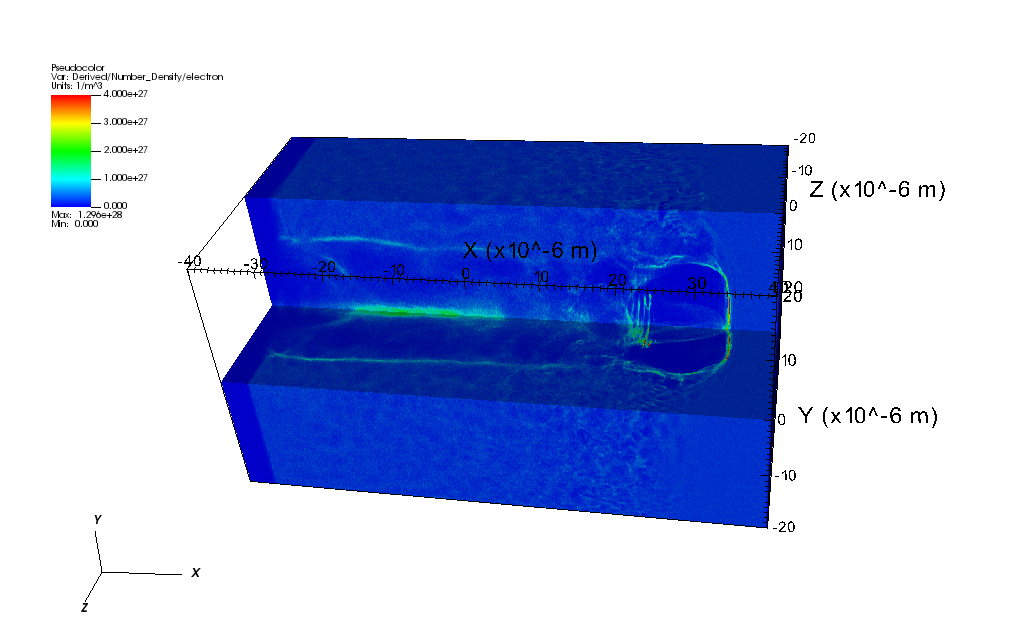 Pseudocolor
Var: Derived/Number_Density/electron
Units: 1/m^3
4.000e+27
3.000e+27
2.000e+27
1.000e+27
0.000
Max: 1.296e+28
Min: 0.000
-20
-10
Z (x10^-6 m)
0
10
X (x10^-6 m)
-40 -30 -20 -10 0 10 20 30
20
20
10
0
Y (x10^-6 m)
-10
-20
Y
X
Z